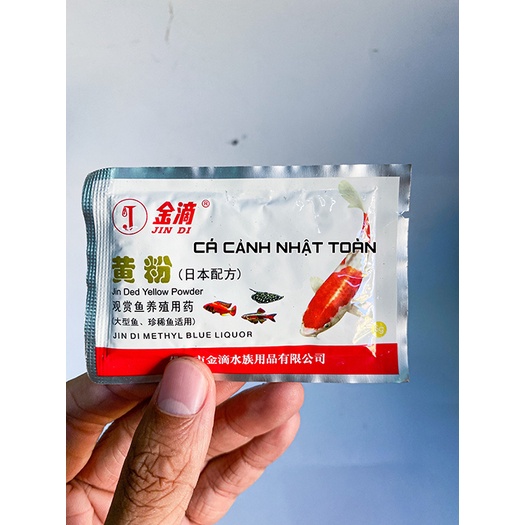 金滴®
JIN DI
CÁ CẢNH NHẬT TOÀN
黄粉（日本配方）
Jin Ded Yellow Powder
观赏鱼养殖用药
（大型鱼、珍稀鱼适用）
JIN DI METHYL BLUE LIQUOR
市金滴水族用品有限公司